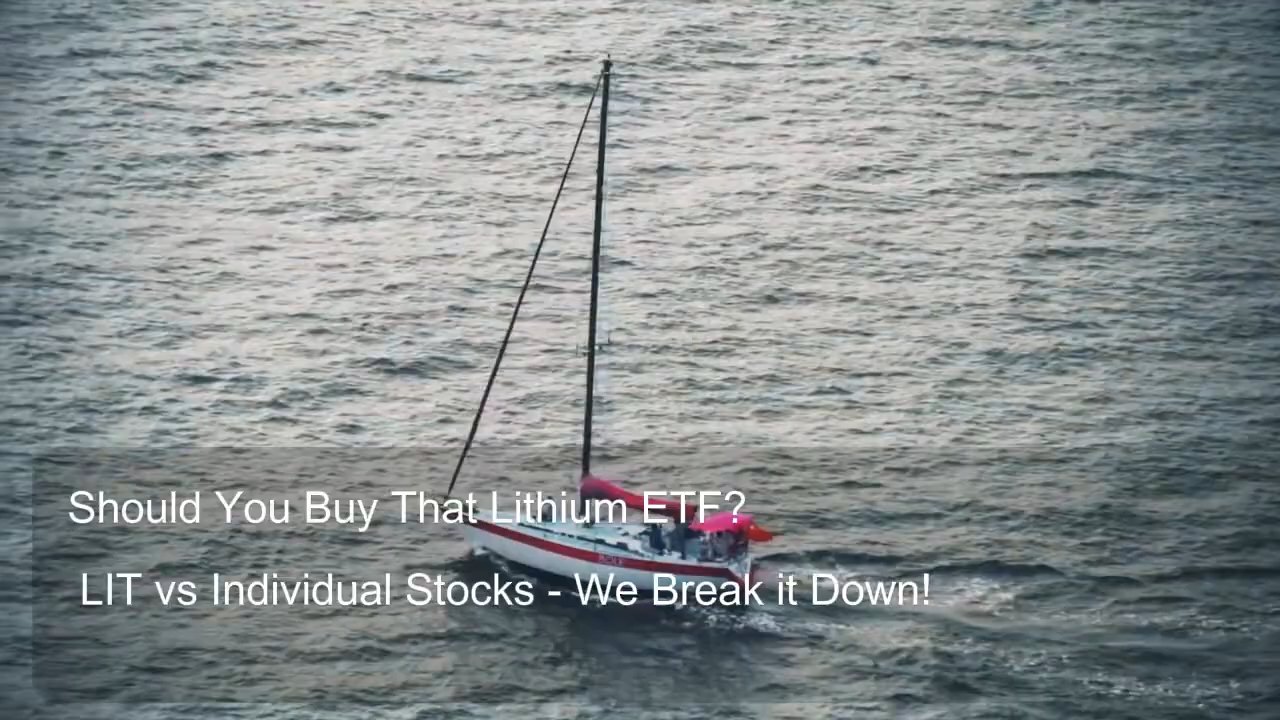 Should You Buy That Lithium ETF?
LIT vs Individual Stocks - We Break it Down!